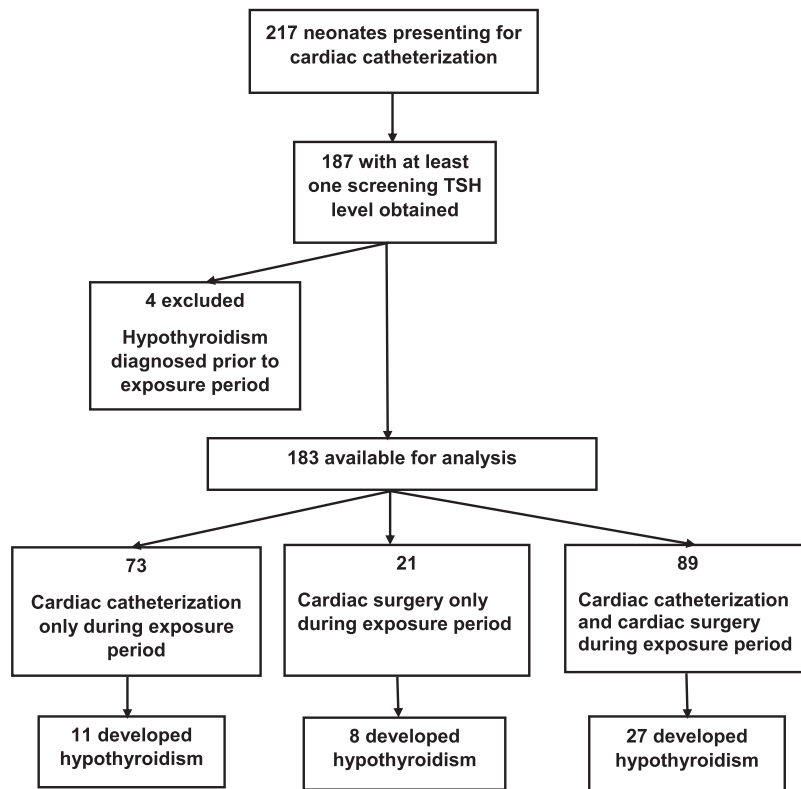 217 neonates presenting for
cardiac catheterization
187 with at least
one screening TSH
level obtained
4 excluded
Hypothyroidism
diagnosed prior to
exposure period
183 available for analysis
73
Cardiac catheterization
only during exposure
period
21
Cardiac surgery only
during exposure period
89
Cardiac catheterization
and cardiac surgery
during exposure period
11 developed
hypothyroidism
8 developed
hypothyroidism
27 developed
hypothyroidism